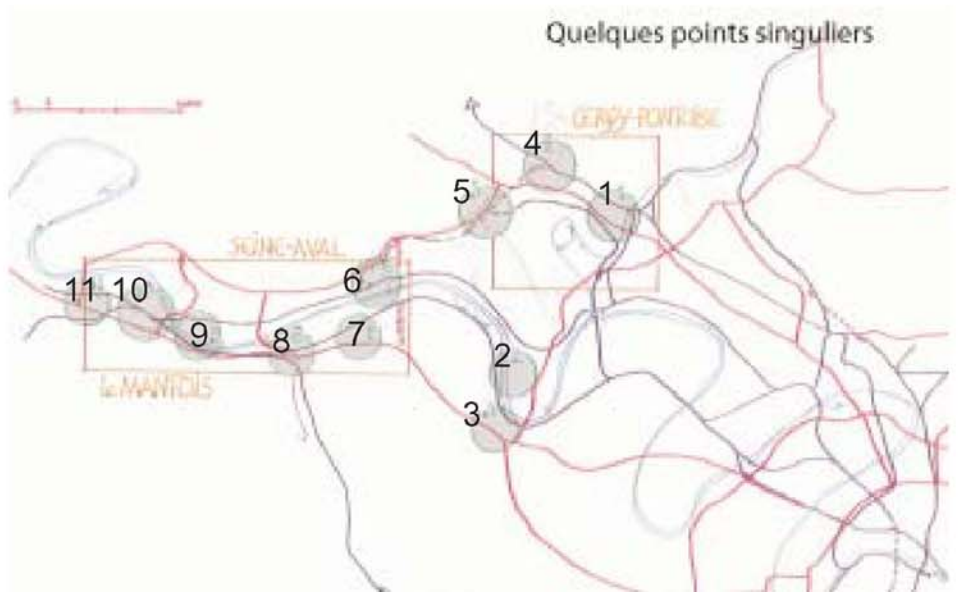 Quelques points singuliers
CERGY-PONTOISE
4
5
1
SEINE-AVAL
6
11
10
9
8
7
2
3
le MANTOIS